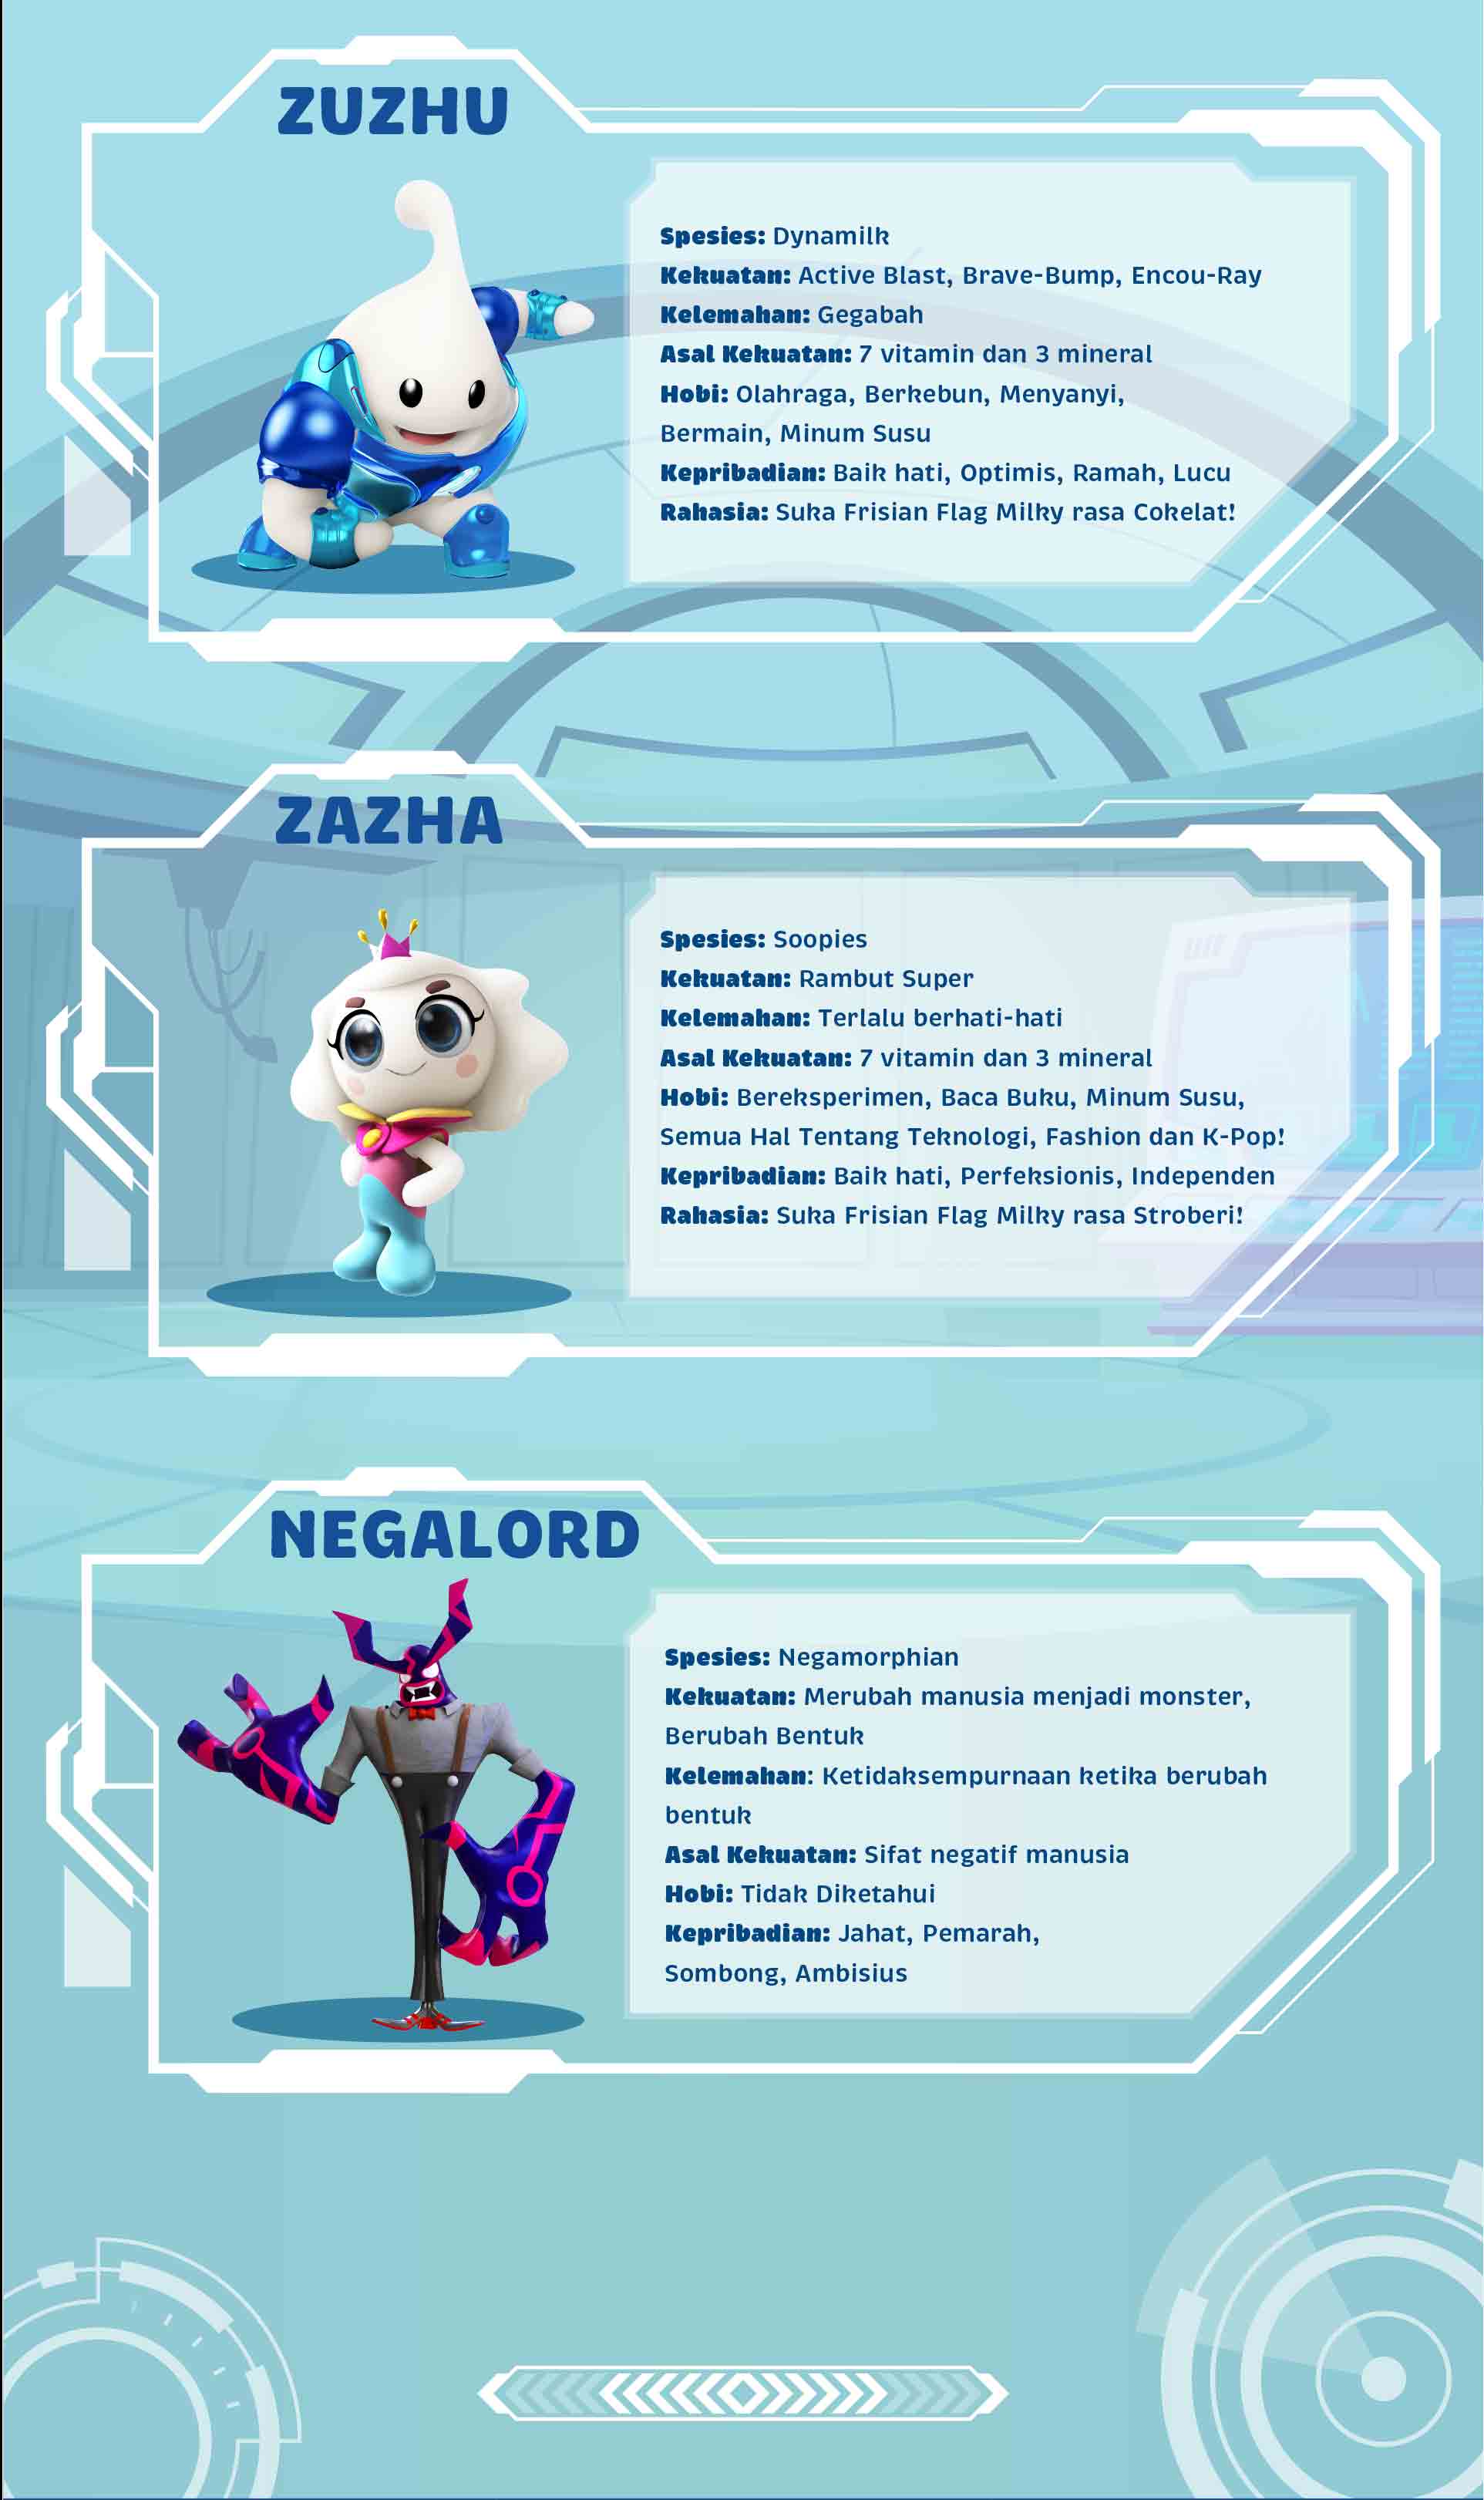 ZUZHU
Spesies: Dynamilk
Kekuatan: Active Blast, Brave-Bump, Encou-Ray
Kelemahan: Gegabah
Asal Kekuatan: 7 vitamin dan 3 mineral
Hobi: Olahraga, Berkebun, Menyanyi,
Bermain, Minum Susu
Kepribadian: Baik hati, Optimis, Ramah, Lucu
Rahasia: Suka Frisian Flag Milky rasa Cokelat!
ZAZHA
Spesies: Soopies
Kekuatan: Rambut Super
Kelemahan: Terlalu berhati-hati
Asal Kekuatan: 7 vitamin dan 3 mineral
Hobi: Bereksperimen, Baca Buku, Minum Susu,
Semua Hal Tentang Teknologi, Fashion dan K-Pop!
Kepribadian: Baik hati, Perfeksionis, Independen
Rahasia: Suka Frisian Flag Milky rasa Stroberi!
NEGALORD
Spesies: Negamorphian
Kekuatan: Merubah manusia menjadi monster,
Berubah Bentuk
Kelemahan: Ketidaksempurnaan ketika berubah
bentuk
Asal Kekuatan: Sifat negatif manusia
Hobi: Tidak Diketahui
Kepribadian: Jahat, Pemarah,
Sombong, Ambisius